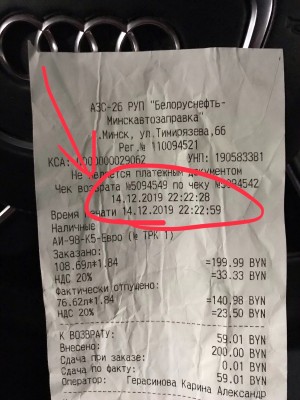 АЗС-26 РУП "Белоруснефть-
Минскавтозаправка"
г.Минск, ул.Тимирязева,66
Рег.№ 110094521
КСА: 000000029062 УНП: 190583381
Не является платежным документом
Чек возврата №5094549 по чеку №5094542
14.12.2019 22:22:28
Время печати 14.12.2019 22:22:59
Наличные
АИ-98-К5-Евро (№ ТРК 1)
Заказано:
108.69л*1.84 =199.99 BYN
НДС 20% =33.33 BYN
Фактически отпущено:
76.62л*1.84 =140.98 BYN
НДС 20% =23.50 BYN
К ВОЗВРАТУ: 59.01 BYN
Внесено: 200.00 BYN
Сдача при заказе: 0.01 BYN
Сдача по факту: 59.01 BYN
Оператор: Герасинова Карина Александр